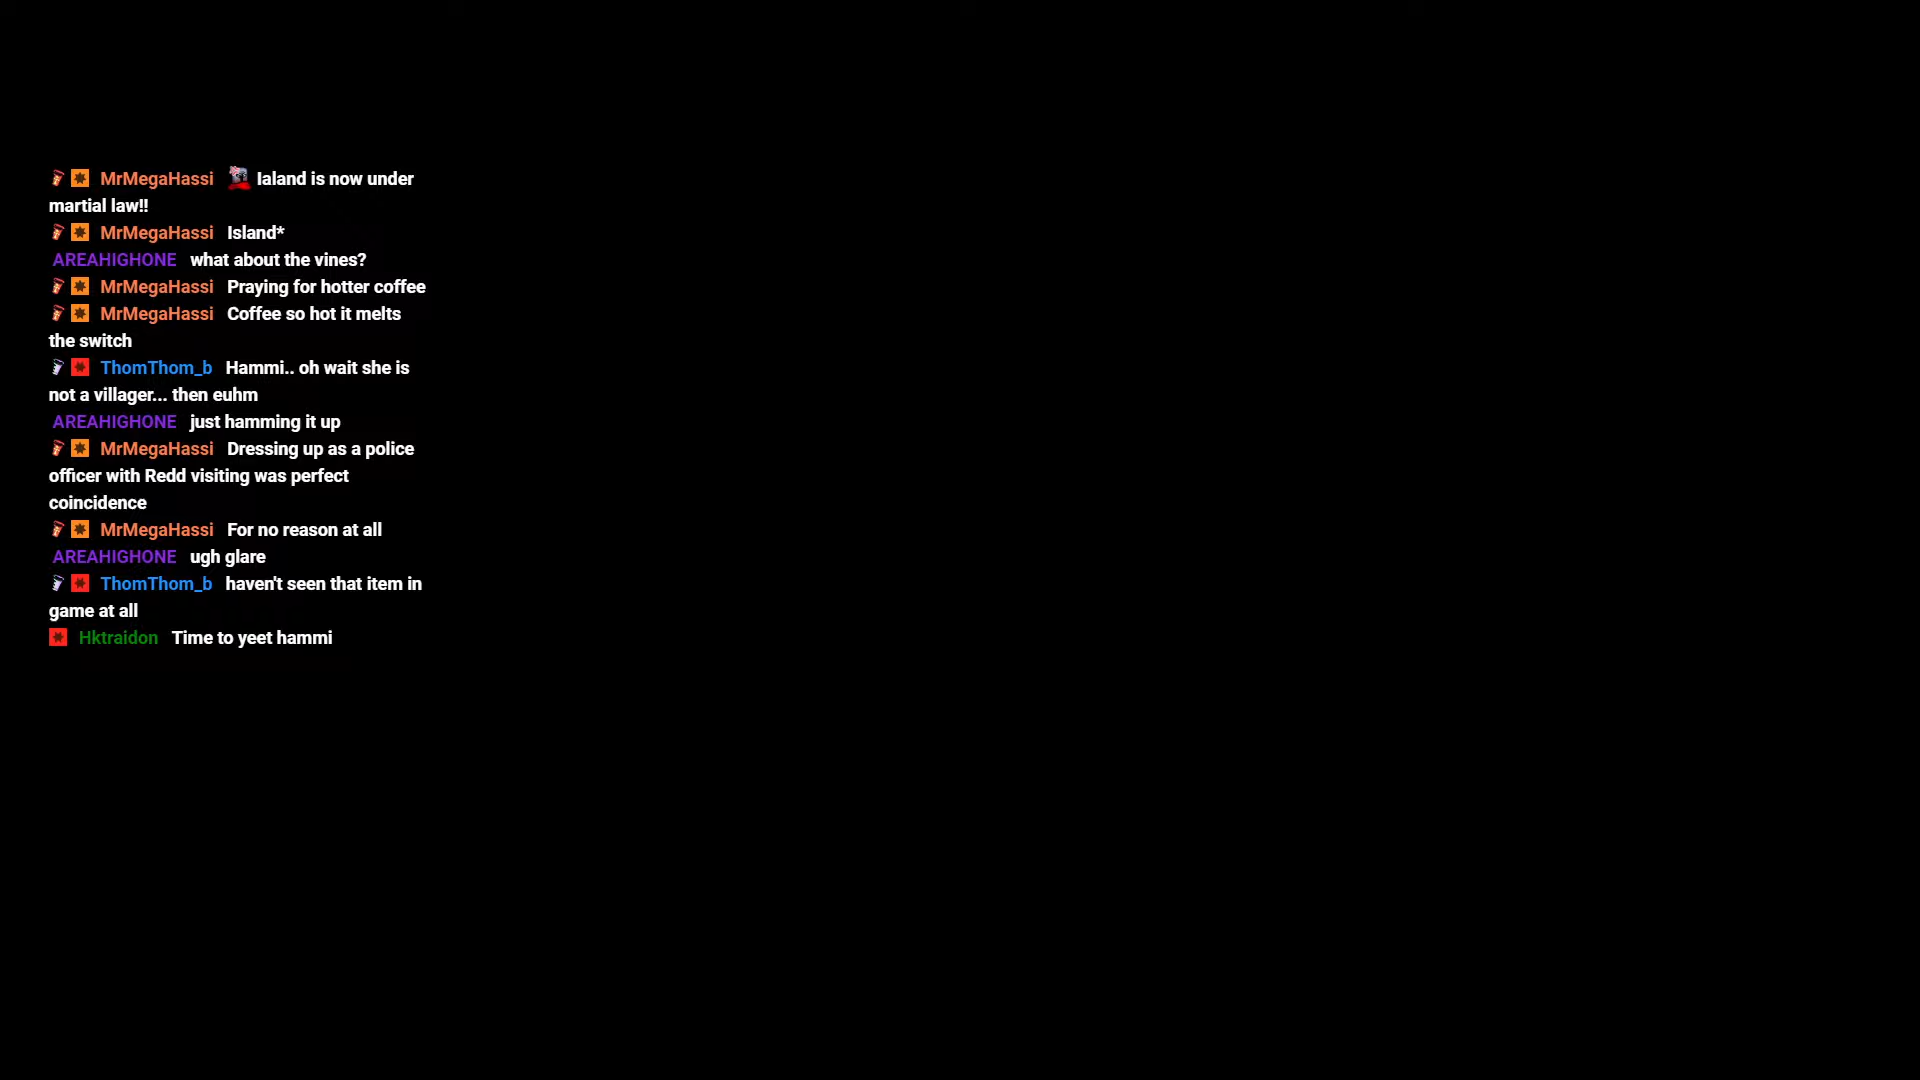 MrMegaHassi Ialand is now under
martial law!!
MrMegaHassi Island*
AREAHIGHONE what about the vines?
MrMegaHassi Praying for hotter coffee
MrMegaHassi Coffee so hot it melts
the switch
ThomThom_b Hammi.. oh wait she is
not a villager... then euhm
AREAHIGHONE just hamming it up
MrMegaHassi Dressing up as a police
officer with Redd visiting was perfect
coincidence
MrMegaHassi For no reason at all
AREAHIGHONE ugh glare
ThomThom_b haven't seen that item in
game at all
Hktraidon Time to yeet hammi